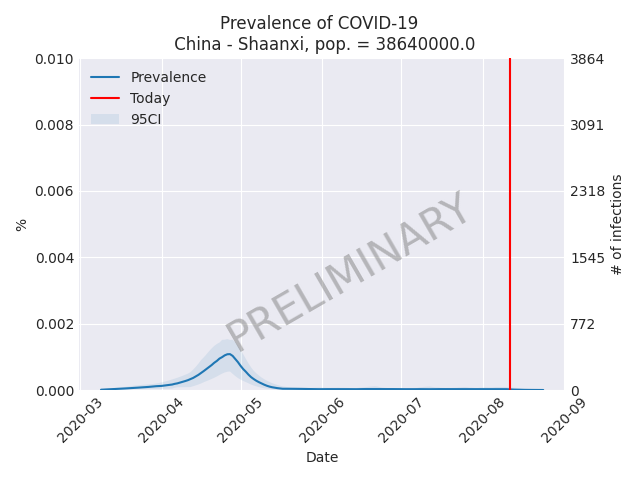 Prevalence of COVID-19
China - Shaanxi, pop. = 38640000.0
0.010
0.008
0.006
0.004
0.002
0.000
%
3864
3091
2318
1545
772
0
# of infections
Prevalence
Today
95CI
PRELIMINARY
2020-03
2020-04
2020-05
2020-06
2020-07
2020-08
2020-09
Date